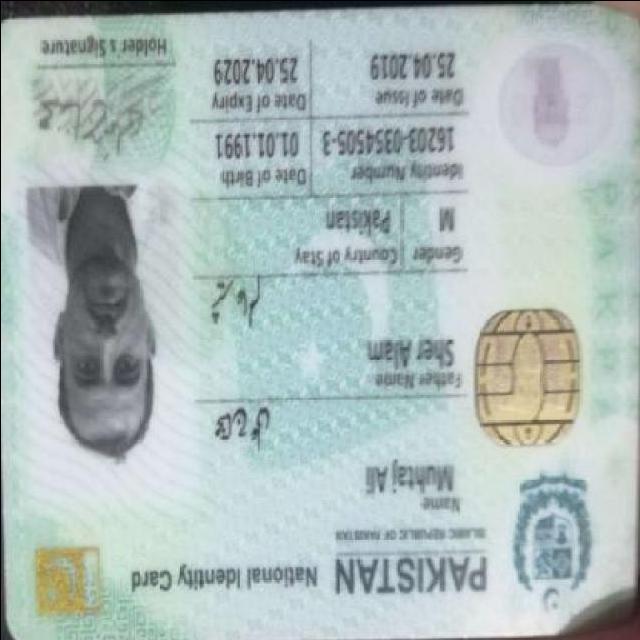 PAKISTAN National Identity Card
ISLAMIC REPUBLIC OF PAKISTAN
Name
Muhtaj Ali
Father Name
Sher Alam
Gender Country of Stay
M Pakistan
Identity Number Date of Birth
16203-0354505-3 01.01.1991
Date of Issue Date of Expiry
25.04.2019 25.04.2029
Holder's Signature